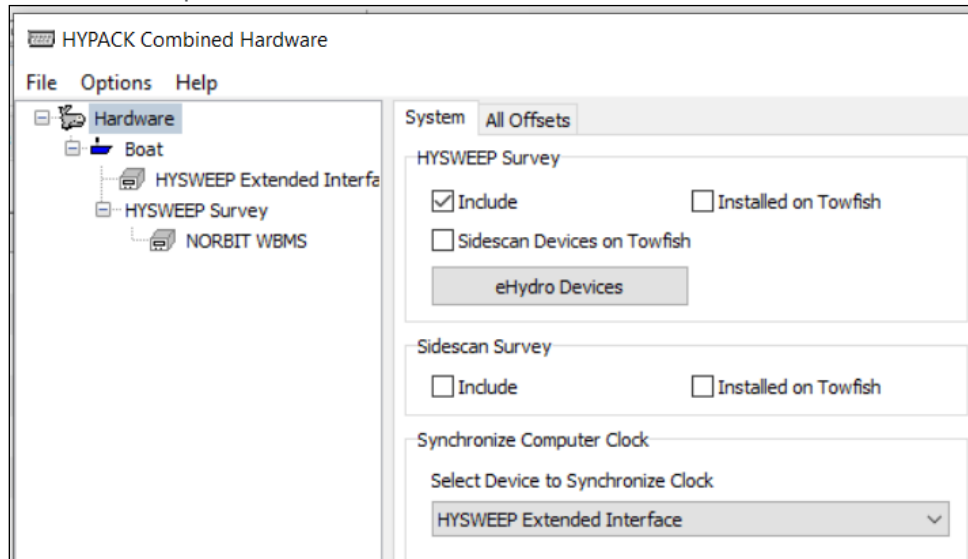 HYPACK Combined Hardware
File Options Help
Hardware
Boat
HYSWEEP Extended Interfa
HYSWEEP Survey
NORBIT WBMS
System All Offsets
HYSWEEP Survey
Include Installed on Towfish
Sidescan Devices on Towfish
eHydro Devices
Sidescan Survey
Include Installed on Towfish
Synchronize Computer Clock
Select Device to Synchronize Clock
HYSWEEP Extended Interface